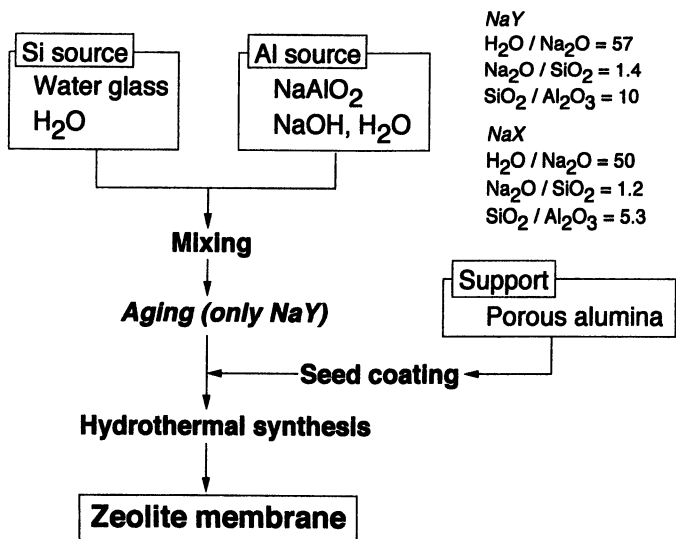 Si source
Water glass
H₂O
Al source
NaAlO₂
NaOH, H₂O
NaY
H₂O / Na₂O = 57
Na₂O / SiO₂ = 1.4
SiO₂ / Al₂O₃ = 10
NaX
H₂O / Na₂O = 50
Na₂O / SiO₂ = 1.2
SiO₂ / Al₂O₃ = 5.3
Mixing
Aging (only NaY)
Support
Porous alumina
Seed coating
Hydrothermal synthesis
Zeolite membrane